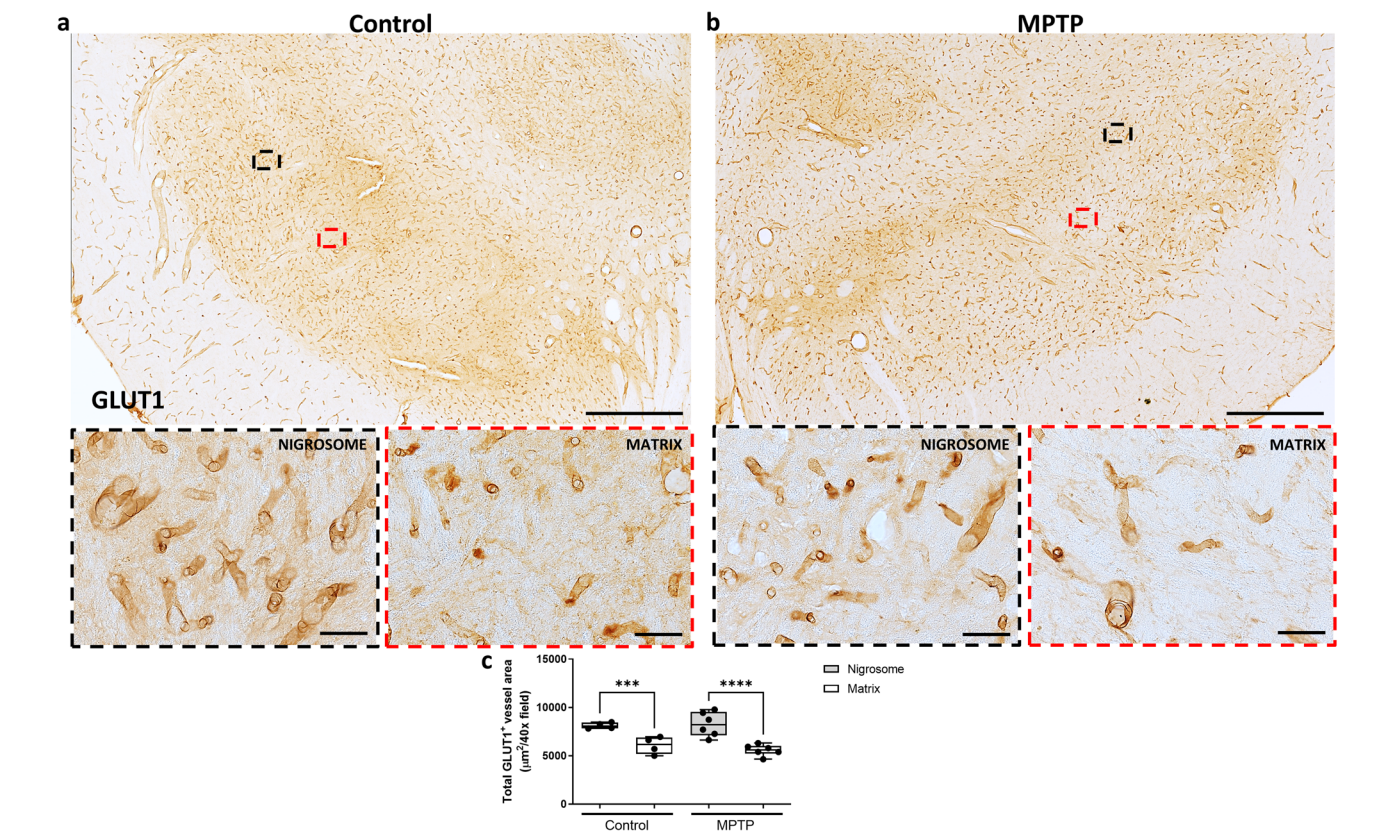 a
Control
b
MPTP
GLUT1
NIGROSOME
MATRIX
NIGROSOME
MATRIX
c
Total GLUT1⁺ vessel area
(μm²/40x field)
15000
10000
5000
0
***
****
Control
MPTP
Nigrosome
Matrix